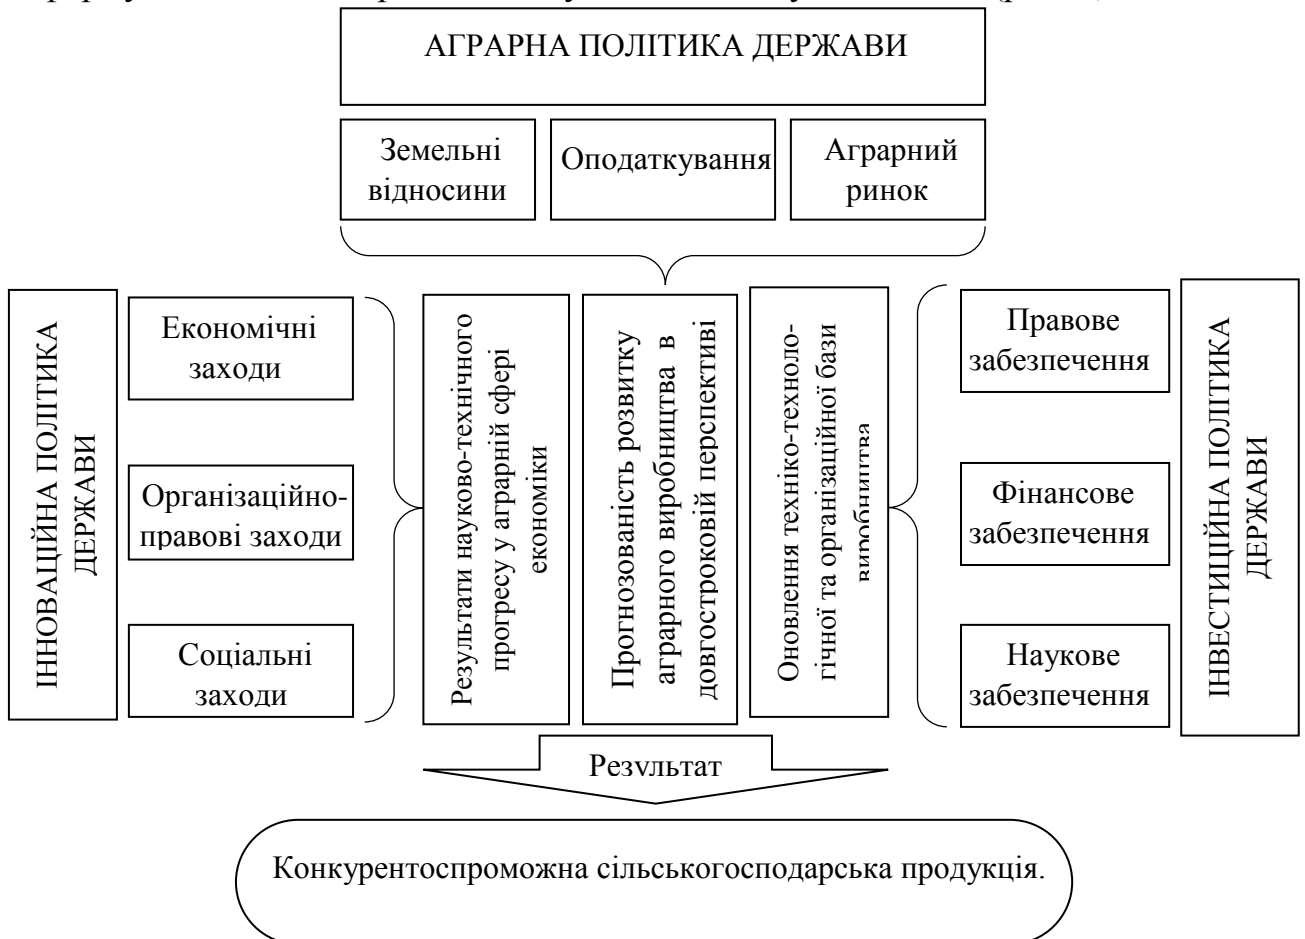 АГРАРНА ПОЛІТИКА ДЕРЖАВИ
Земельні
відносини
Оподаткування
Аграрний
ринок
ІННОВАЦІЙНА ПОЛІТИКА
ДЕРЖАВИ
Економічні
заходи
Організаційно-
правові заходи
Соціальні
заходи
Результати науково-технічного
прогресу у аграрній сфері
економіки
Прогнозованість розвитку
аграрного виробництва в
довгостроковій перспективі
Оновлення техніко-техноло-
гічної та організаційної бази
виробництва
Правове
забезпечення
Фінансове
забезпечення
Наукове
забезпечення
ІНВЕСТИЦІЙНА ПОЛІТИКА
ДЕРЖАВИ
Результат
Конкурентоспроможна сільськогосподарська продукція.